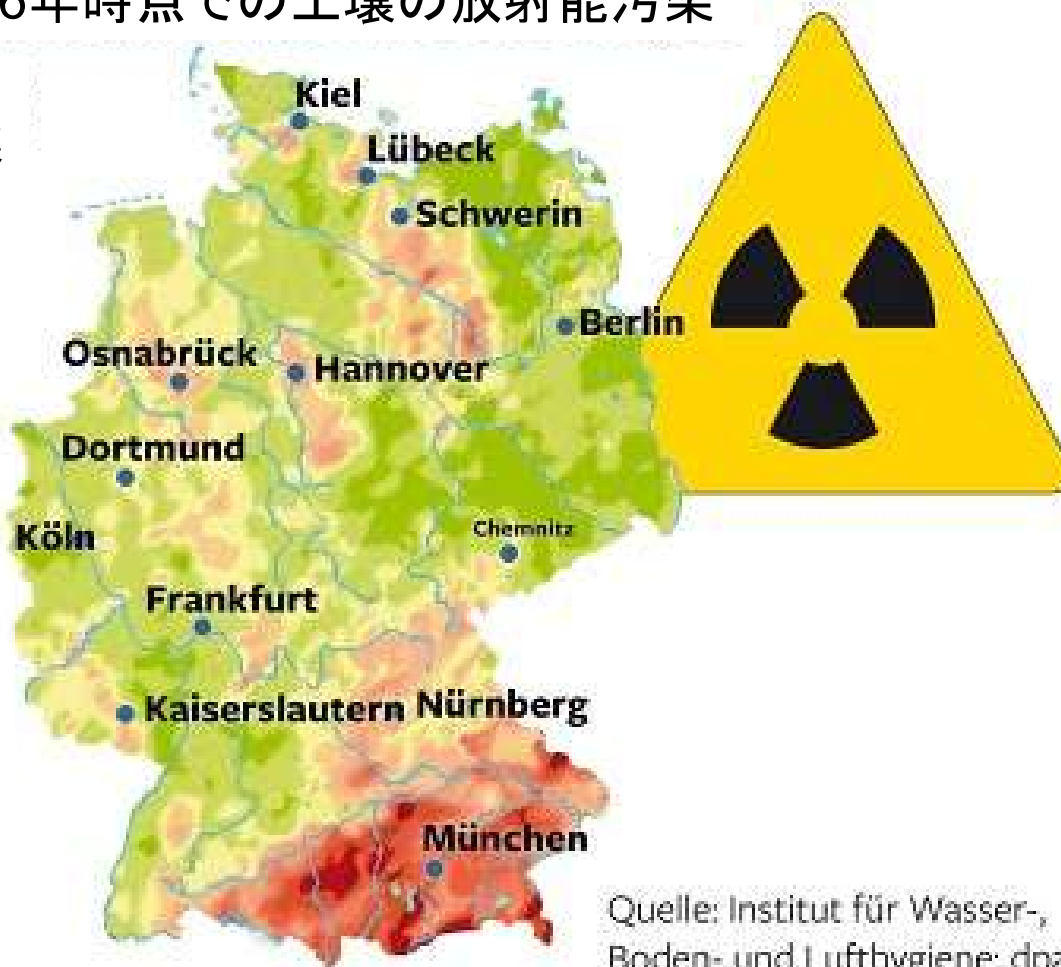 6年時点での土壌の放射能汚染
Kiel
Lübeck
Schwerin
Berlin
Osnabrück
Hannover
Dortmund
Köln
Chemnitz
Frankfurt
Kaiserslautern
Nürnberg
München
Quelle: Institut für Wasser-,
Boden- und Lufthygiene; dpa